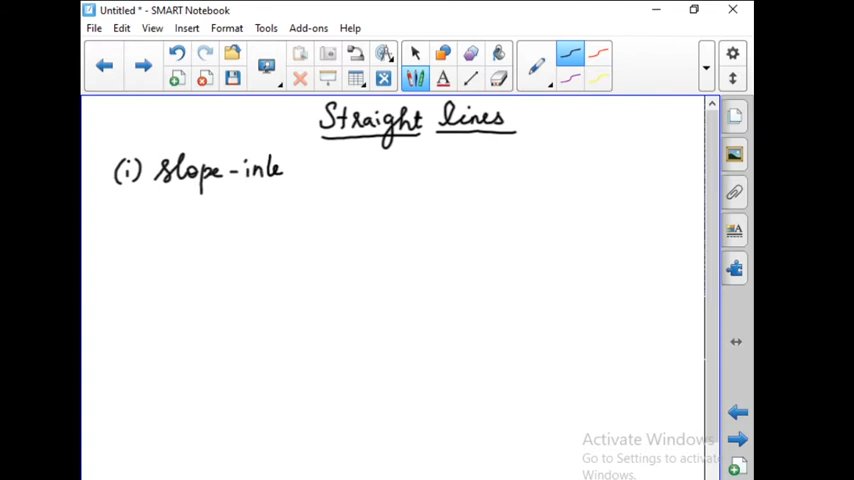 Untitled * - SMART Notebook
File Edit View Insert Format Tools Add-ons Help
Straight lines
(i) slope-inte
Activate Windows
Go to Settings to activate
Windows.